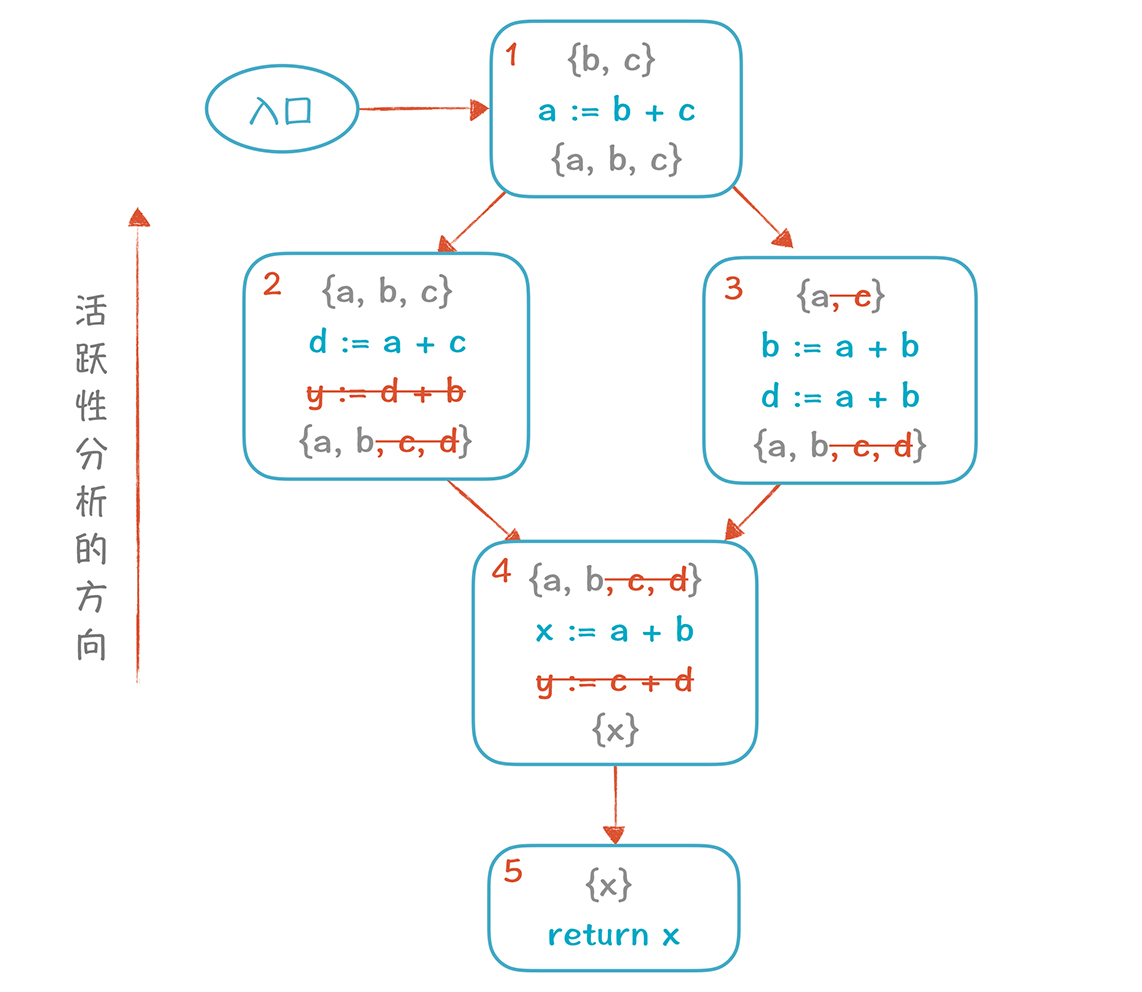 入口
1
{b, c}
a := b + c
{a, b, c}
活跃性分析的方向
2
{a, b, c}
d := a + c
y := d + b
{a, b, c, d}
3
{a, c}
b := a + b
d := a + b
{a, b, c, d}
4
{a, b, c, d}
x := a + b
y := c + d
{x}
5
{x}
return x